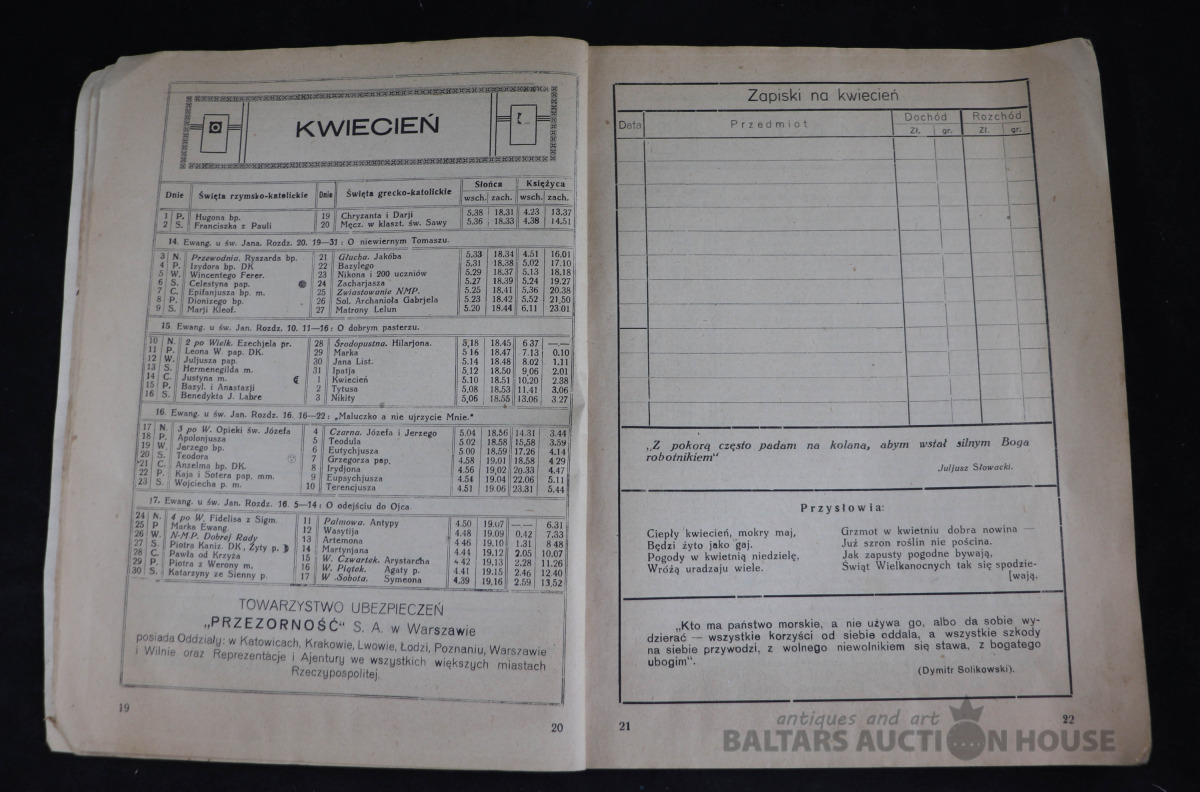 KWIECIEŃ
Dnie Święta rzymsko-katolickie Dnie Święta grecko-katolickie Słońca Księżyca
wsch. zach. wsch. zach.
1 P. Hugona bp. 19 Chryzanta i Darji 5.38 18.31 4.23 13.37
2 S. Franciszka z Pauli 20 Męcz. w klaszt. św. Sawy 5.36 18.33 4.38 14.51
14. Ewang. u św. Jana. Rozdz. 20. 19—31: O niewiernym Tomaszu.
3 N. Przewodnia. Ryszarda bp. 21 Głucha. Jakóba 5.33 18.34 4.51 16.01
4 P. Izydora bp. DK 22 Bazylego 5.31 18.38 5.02 17.10
5 W. Wincentego Ferer. 23 Nikona i 200 uczniów 5.29 18.37 5.13 18.18
6 S. Celestyna pap. 24 Zacharjasza 5.27 18.39 5.24 19.27
7 C. Epifanjusza bp. m. 25 Zwiastowanie NMP. 5.25 18.41 5.36 20.38
8 P. Dionizego bp. 26 Sol. Archanioła Gabrjela 5.23 18.42 5.52 21,50
9 S. Marji Kleof. 27 Matrony Lelun 5.20 18.44 6.11 23.01
15 Ewang. u św. Jan. Rozdz. 10. 11—16: O dobrym pasterzu.
10 N. 2 po Wielk. Ezechjela pr. 28 Środopustna. Hilarjona. 5,18 18.45 6 37 —.—
11 P. Leona W. pap. DK. 29 Marka 5 16 18.47 7.13 0.10
12 W. Juljusza pap. 30 Jana List. 5.14 18.48 8.02 1.11
13 S. Hermenegilda m. 31 Ipatja 5.12 18.50 9,06 2.01
14 C. Justyna m. 1 Kwiecień 5.10 18.51 10,20 2.38
15 P. Bazyl. i Anastazji 2 Tytusa 5,08 18.53 11.41 3.06
16 S. Benedykta J. Labre 3 Nikity 5,06 18.55 13.06 3.27
16. Ewang. u św. Jan. Rozdz. 16. 16—22: „Maluczko a nie ujrzycie Mnie."
17 N. 3 po W. Opieki św. Józefa 4 Czarna. Józefa i Jerzego 5.04 18.56 14.31 3.44
18 P. Apolonjusza 5 Teodula 5 02 18.58 15,58 3.59
19 W. Jerzego bp. 6 Eutychjusza 5 00 18.59 17.26 4.14
20 S. Teodora 7 Grzegorza pap. 4.58 19.01 18.58 4.29
21 C. Anzelma bp. DK. 8 Irydjona 4.56 19,02 20.33 4.47
22 P. Kaja i Sotera pap. mm. 9 Eupsychjusza 4.54 19.04 22.06 5.11
23 S. Wojciecha p. m. 10 Terencjusza 4.51 19.06 23.31 5.44
17. Ewang. u św. Jan. Rozdz. 16. 5—14: O odejściu do Ojca
24 N. 4 po W. Fidelisa z Sigm. 11 Palmowa. Antypy 4.50 19.07 —.— 6.31
25 P Marka Ewang. 12 Wasytija 4.48 19.09 0.42 7.33
26 W. N-M.P. Dobrej Rady 13 Artemona 4 46 19.10 1.31 8 48
27 S. Piotra Kaniz. DK, Żyty p. 14 Martynjana 4.44 19.12 2.05 10.07
28 C. Pawła od Krzyża 15 W. Czwartek. Arystarcha 4 42 19.13 2.28 11.26
29 P. Piotra z Werony m. 16 W. Piątek. Agaty p. 4.41 19.15 2.46 12.40
30 S. Katarzyny ze Sienny p. 17 W .Sobota. Symeona 4.39 19,16 2.59 13,52
TOWARZYSTWO UBEZPIECZEŃ
„PRZEZORNOŚĆ" S. A. w Warszawie
posiada Oddziały: w Katowicach, Krakowie, Lwowie, Łodzi, Poznaniu, Warszawie
i Wilnie oraz Reprezentacje i Ajentury we wszystkich większych miastach
Rzeczypospolitej.
19
20
Zapiski na kwiecień
Data Przedmiot Dochód Rozchód
Zł. gr. Zł. gr.
„Z pokorą często padam na kolana, abym wstał silnym Boga
robotnikiem"
Juljusz Słowacki.
Przysłowia:
Ciepły kwiecień, mokry maj,
Będzi żyto jako gaj.
Pogody w kwietnią niedzielę,
Wróżą uradzaju wiele.
Grzmot w kwietniu dobra nowina —
Już szron roślin nie pościna.
Jak zapusty pogodne bywają,
Świąt Wielkanocnych tak się spodzie-
[wają.
„Kto ma państwo morskie, a nie używa go, albo da sobie wy-
dzierać — wszystkie korzyści od siebie oddala, a wszystkie szkody
na siebie przywodzi, z wolnego niewolnikiem się stawa, z bogatego
ubogim".
(Dymitr Solikowski).
21
22
antiques and art
BALTARS AUCTION HOUSE